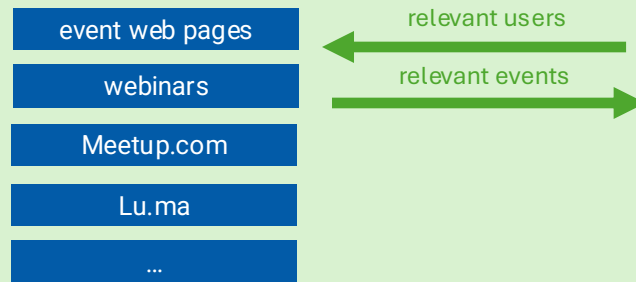 event web pages
webinars
Meetup.com
Lu.ma
...
relevant users
relevant events